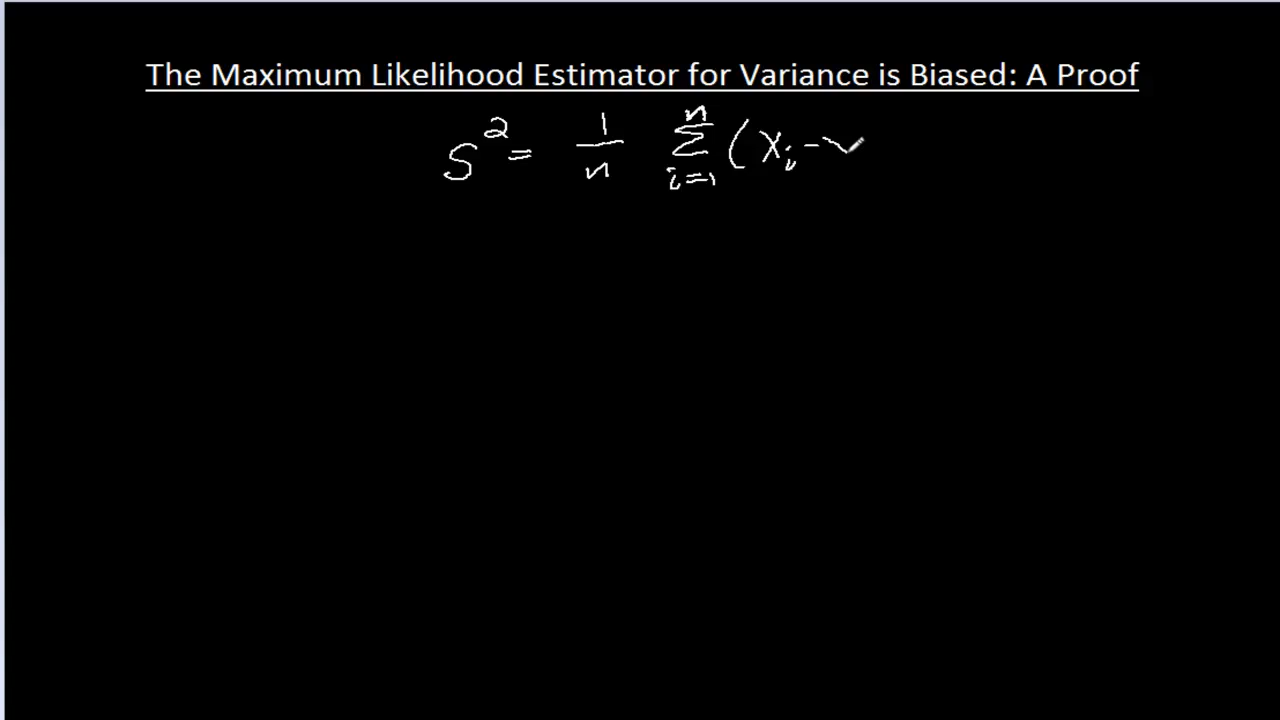 The Maximum Likelihood Estimator for Variance is Biased: A Proof
S² = 1/n Σ_{i=1}^{n} (x_i −